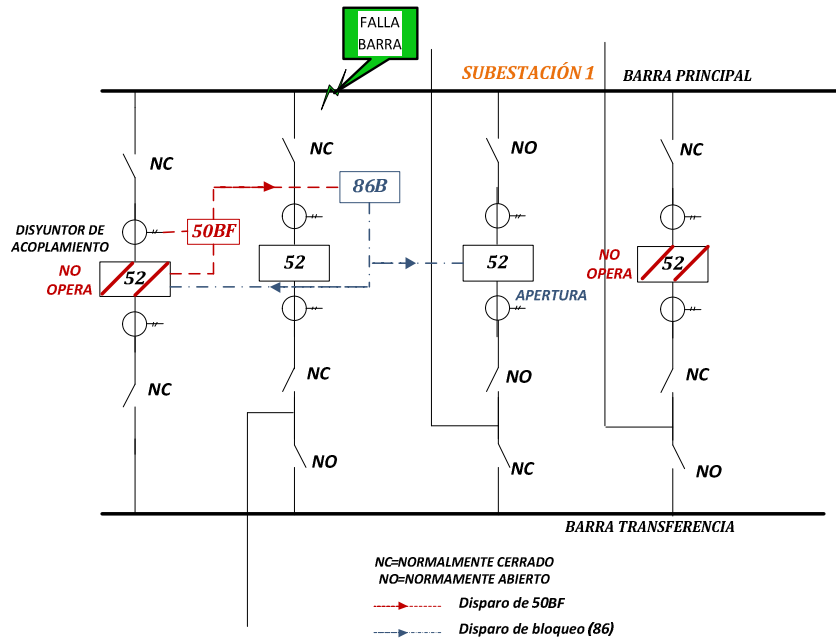 FALLA
BARRA
SUBESTACIÓN 1
BARRA PRINCIPAL
NC
NC
NO
NC
86B
DISYUNTOR DE
ACOPLAMIENTO
50BF
NO
OPERA
52
52
52
NO
OPERA
52
APERTURA
NC
NC
NO
NC
NO
NC
NO
BARRA TRANSFERENCIA
NC=NORMALMENTE CERRADO
NO=NORMAMENTE ABIERTO
Disparo de 50BF
Disparo de bloqueo (86)